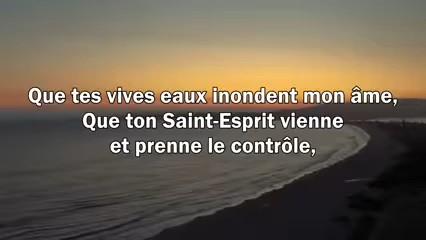 Que tes vives eaux inondent mon âme,
Que ton Saint-Esprit vienne
et prenne le contrôle,